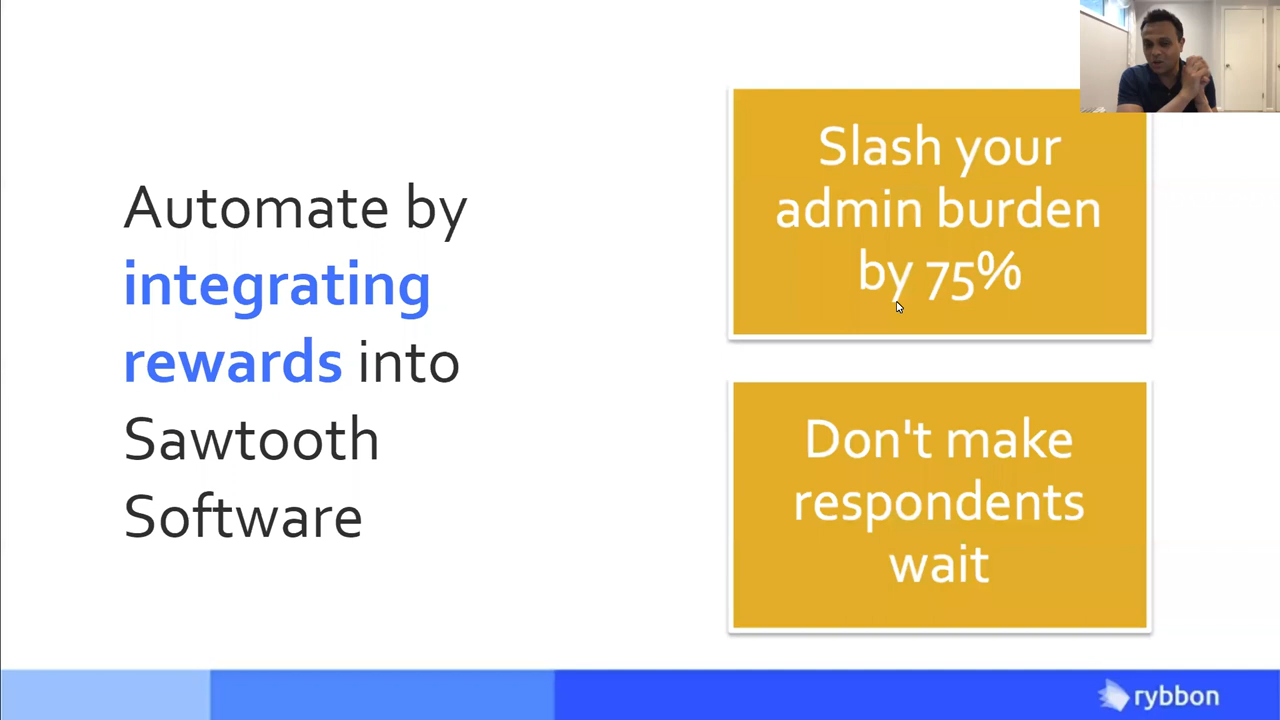 Automate by
integrating
rewards into
Sawtooth
Software
Slash your
admin burden
by 75%
Don't make
respondents
wait
rybbon